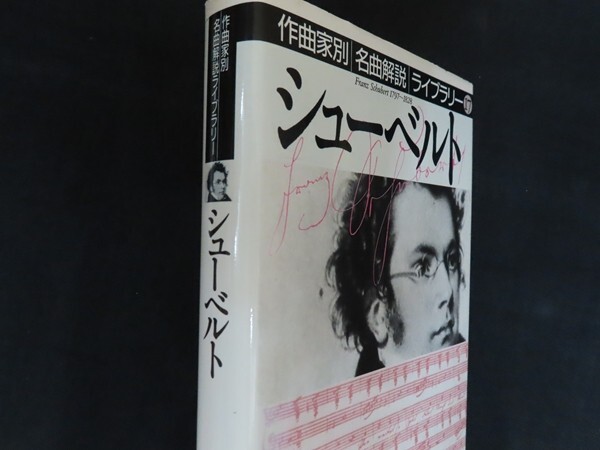 作曲家別 名曲解説 ライブラリー 17
Franz Schubert 1797~1828
シューベルト
作曲家別
名曲解説ライブラリー
シューベルト